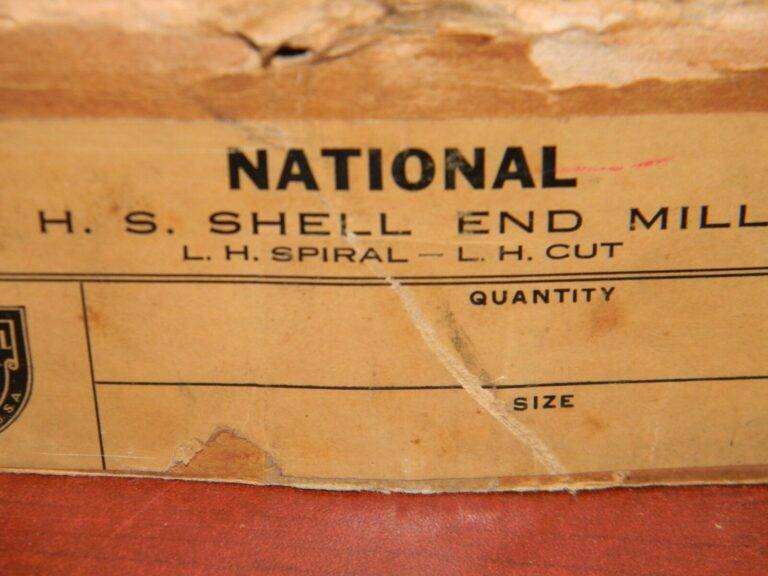 NATIONAL
H. S. SHELL END MILL
L. H. SPIRAL — L. H. CUT
QUANTITY
SIZE